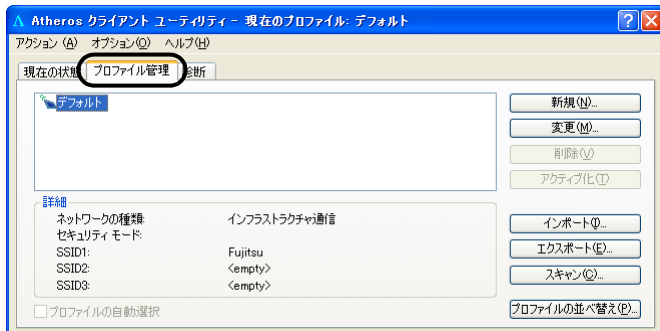 Atheros クライアント ユーティリティ - 現在のプロファイル: デフォルト
アクション (A) オプション(O) ヘルプ(H)
現在の状態 プロファイル管理 診断
デフォルト
新規(N)...
変更(M)...
削除(V)
アクティブ化(T)
詳細
ネットワークの種類: インフラストラクチャ通信
セキュリティ モード:
SSID1: Fujitsu
SSID2: <empty>
SSID3: <empty>
インポート(I)...
エクスポート(E)...
スキャン(C)...
プロファイルの自動選択
プロファイルの並べ替え(P)...